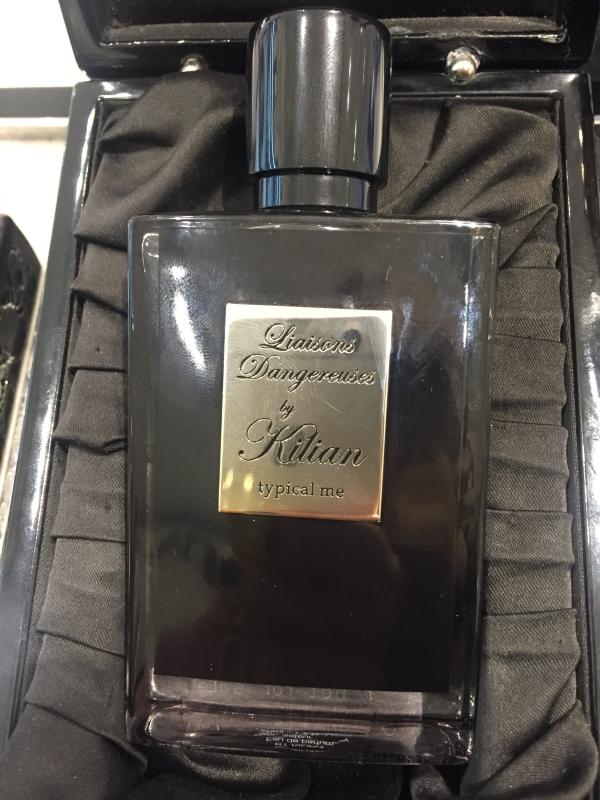 Liaisons
Dangereuses
by
Kilian
typical me